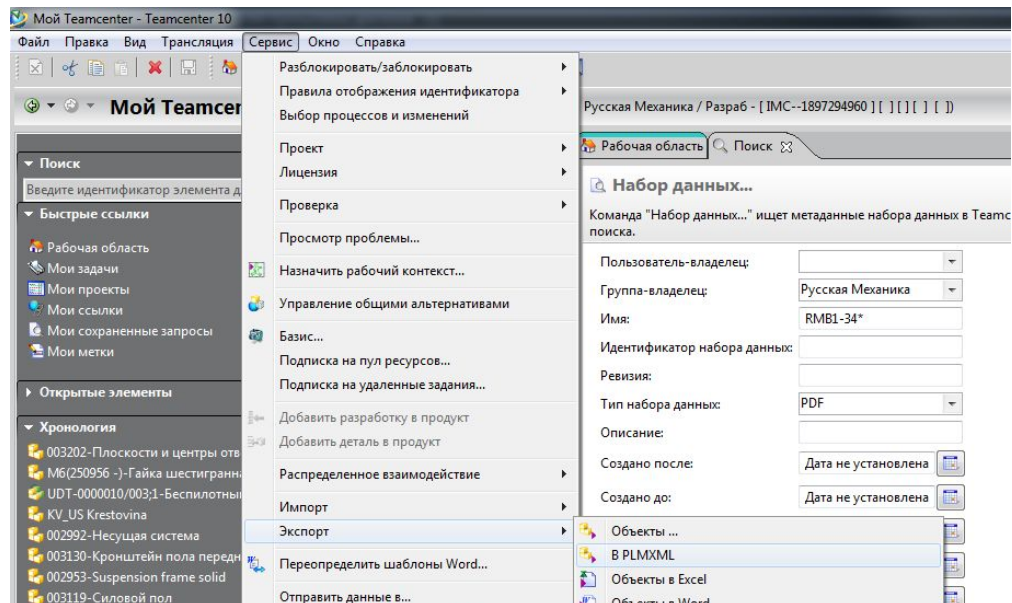 Мой Teamcenter - Teamcenter 10
Файл Правка Вид Трансляция Сервис Окно Справка
Мой Teamcen
Русская Механика / Разраб - [ IMC--1897294960 ] [ ] [ ] [ ] [ ])
Поиск
Введите идентификатор элемента д
Быстрые ссылки
Рабочая область
Мои задачи
Мои проекты
Мои ссылки
Мои сохраненные запросы
Мои метки
Открытые элементы
Хронология
003202-Плоскости и центры отв
M6(250956 -)-Гайка шестигранн
UDT-0000010/003;1-Беспилотны
KV_US Krestovina
002992-Несущая система
003130-Кронштейн пола передн
002953-Suspension frame solid
003119-Силовой пол
Разблокировать/заблокировать
Правила отображения идентификатора
Выбор процессов и изменений
Проект
Лицензия
Проверка
Просмотр проблемы...
Назначить рабочий контекст...
Управление общими альтернативами
Базис...
Подписка на пул ресурсов...
Подписка на удаленные задания...
Добавить разработку в продукт
Добавить деталь в продукт
Распределенное взаимодействие
Импорт
Экспорт
Переопределить шаблоны Word...
Отправить данные в...
Объекты ...
В PLMXML
Объекты в Excel
Объекты в Word
Рабочая область Поиск
Набор данных...
Команда "Набор данных..." ищет метаданные набора данных в Teamc
поиска.
Пользователь-владелец:
Группа-владелец: Русская Механика
Имя: RMB1-34*
Идентификатор набора данных:
Ревизия:
Тип набора данных: PDF
Описание:
Создано после: Дата не установлена
Создано до: Дата не установлена